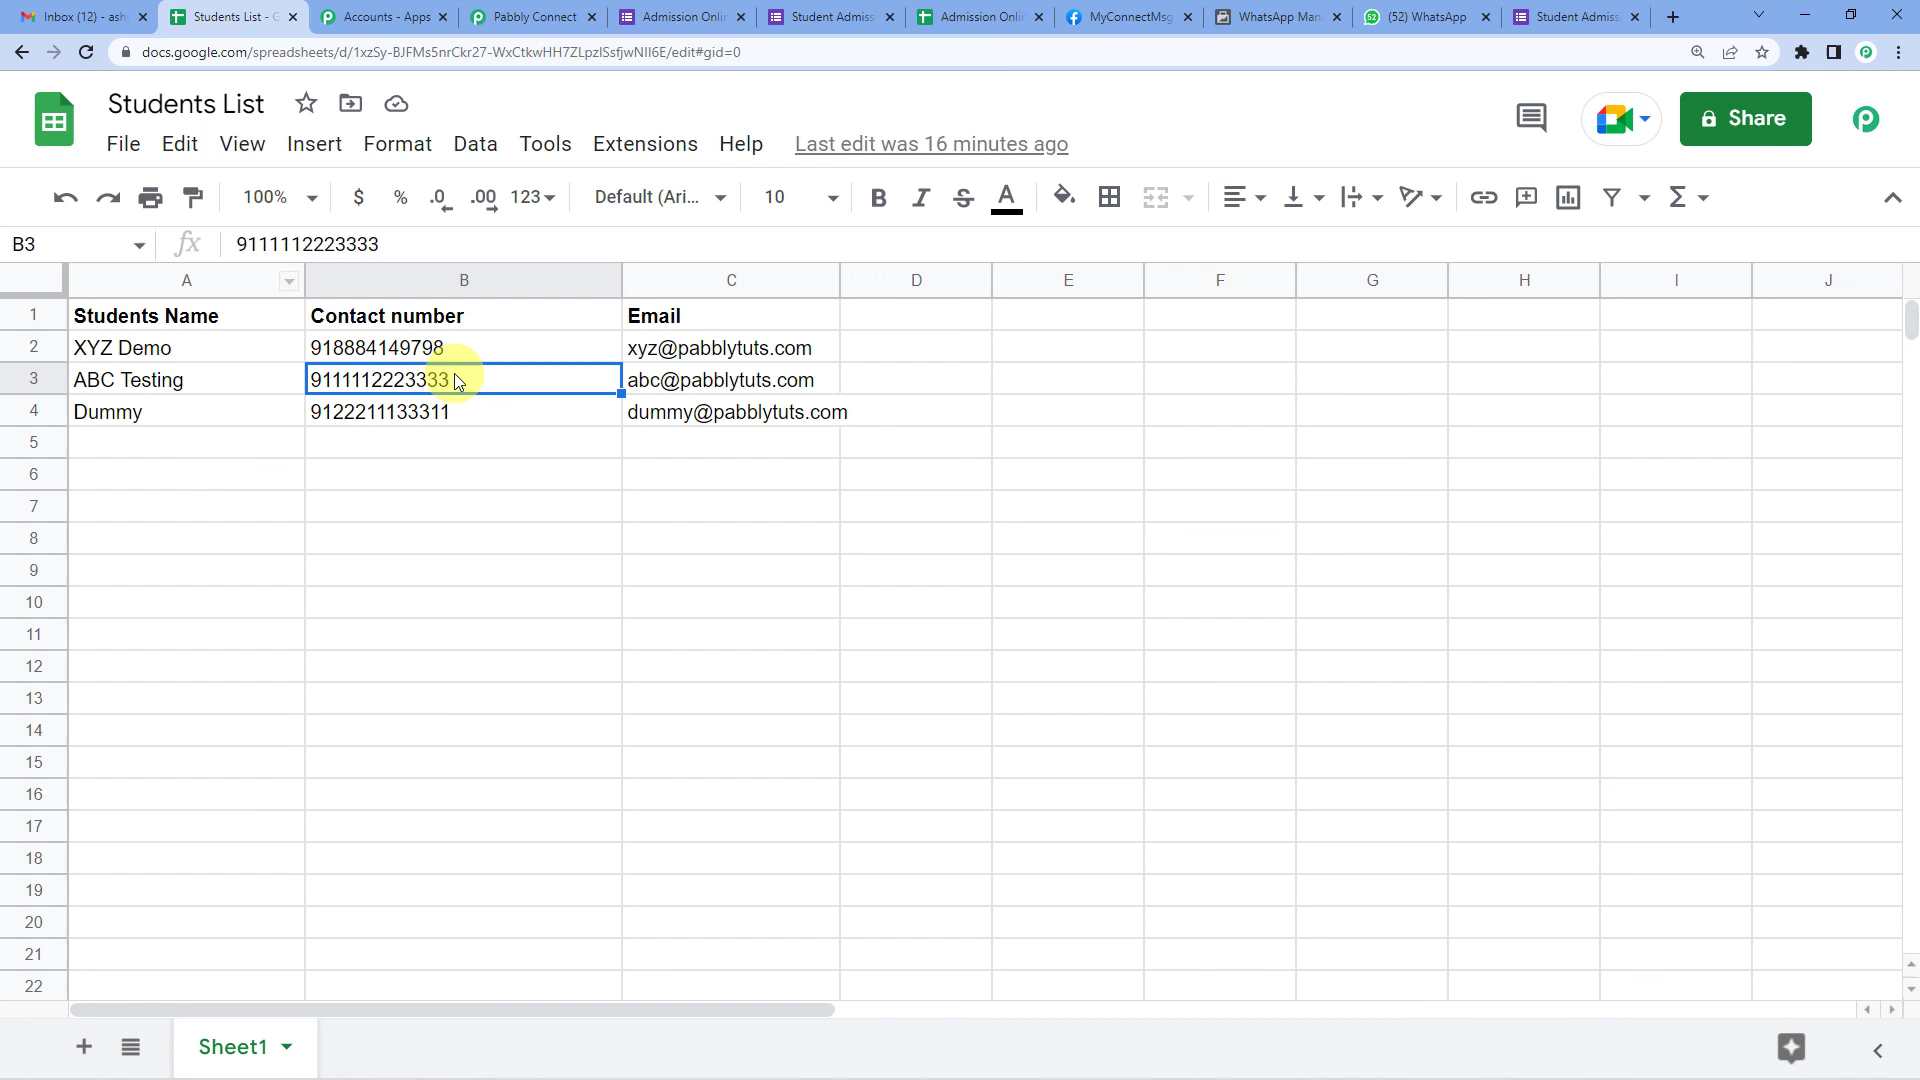 Inbox (12) - ash
Students List - G
Accounts - Apps
Pabbly Connect
Admission Onlin
Student Admiss
Admission Onlin
MyConnectMsg
WhatsApp Man
(52) WhatsApp
Student Admiss
docs.google.com/spreadsheets/d/1xzSy-BJFMs5nrCkr27-WxCtkwHH7ZLpzISsfjwNII6E/edit#gid=0
Students List
File Edit View Insert Format Data Tools Extensions Help Last edit was 16 minutes ago
Share
100% $ % .0 .00 123 Default (Ari... 10 B I S A
B3 fx 9111112223333
A B C D E F G H I J
1 Students Name Contact number Email
2 XYZ Demo 918884149798 xyz@pabblytuts.com
3 ABC Testing 9111112223333 abc@pabblytuts.com
4 Dummy 9122211133311 dummy@pabblytuts.com
5
6
7
8
9
10
11
12
13
14
15
16
17
18
19
20
21
22
Sheet1